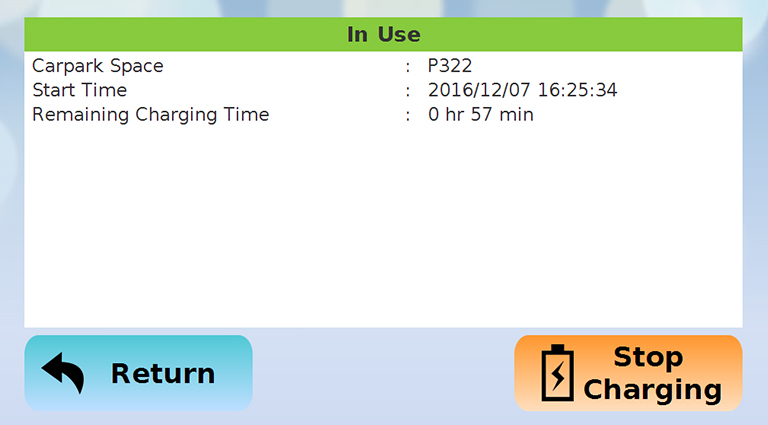 In Use
Carpark Space : P322
Start Time : 2016/12/07 16:25:34
Remaining Charging Time : 0 hr 57 min
Return
Stop
Charging